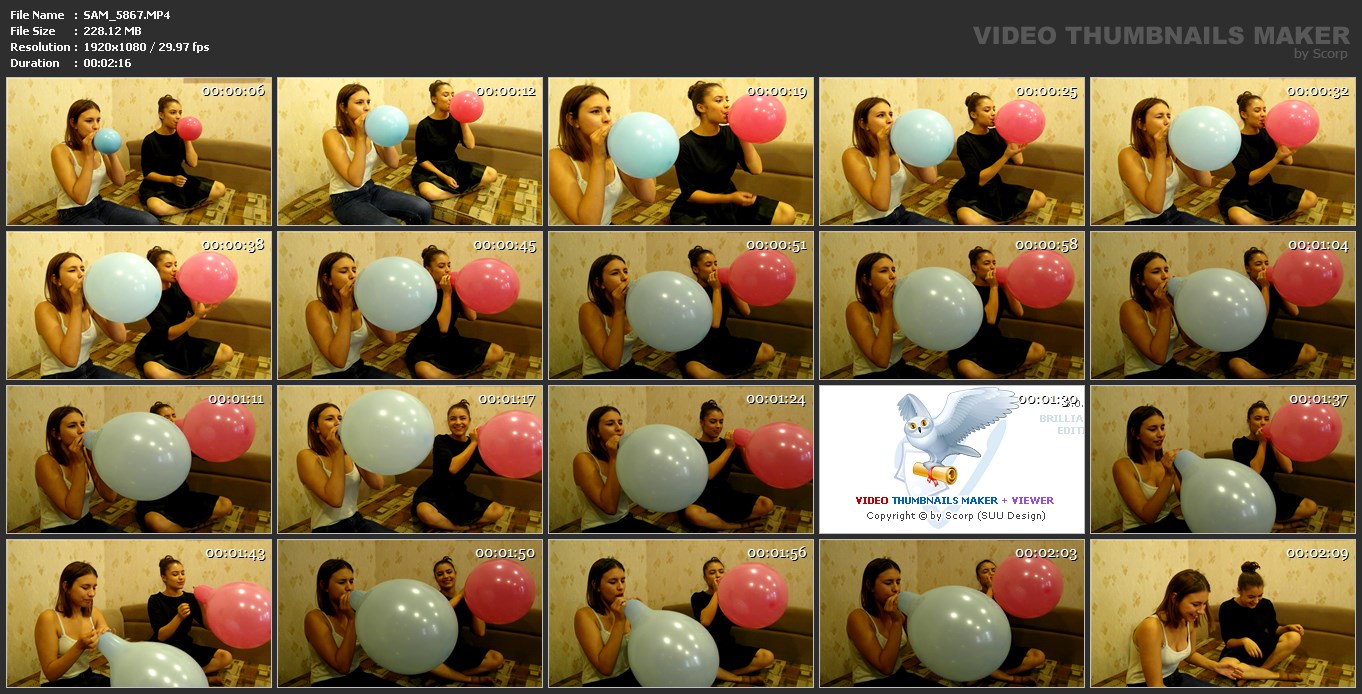 File Name : SAM_5867.MP4
File Size : 228.12 MB
Resolution : 1920x1080 / 29.97 fps
Duration : 00:02:16
VIDEO THUMBNAILS MAKER
by Scorp
00:00:06
00:00:12
00:00:19
00:00:25
00:00:32
00:00:38
00:00:45
00:00:51
00:00:58
00:01:04
00:01:11
00:01:17
00:01:24
00:01:30
BRILLIA
EDIT
VIDEO THUMBNAILS MAKER + VIEWER
Copyright © by Scorp (SUU Design)
00:01:37
00:01:43
00:01:50
00:01:56
00:02:03
00:02:09